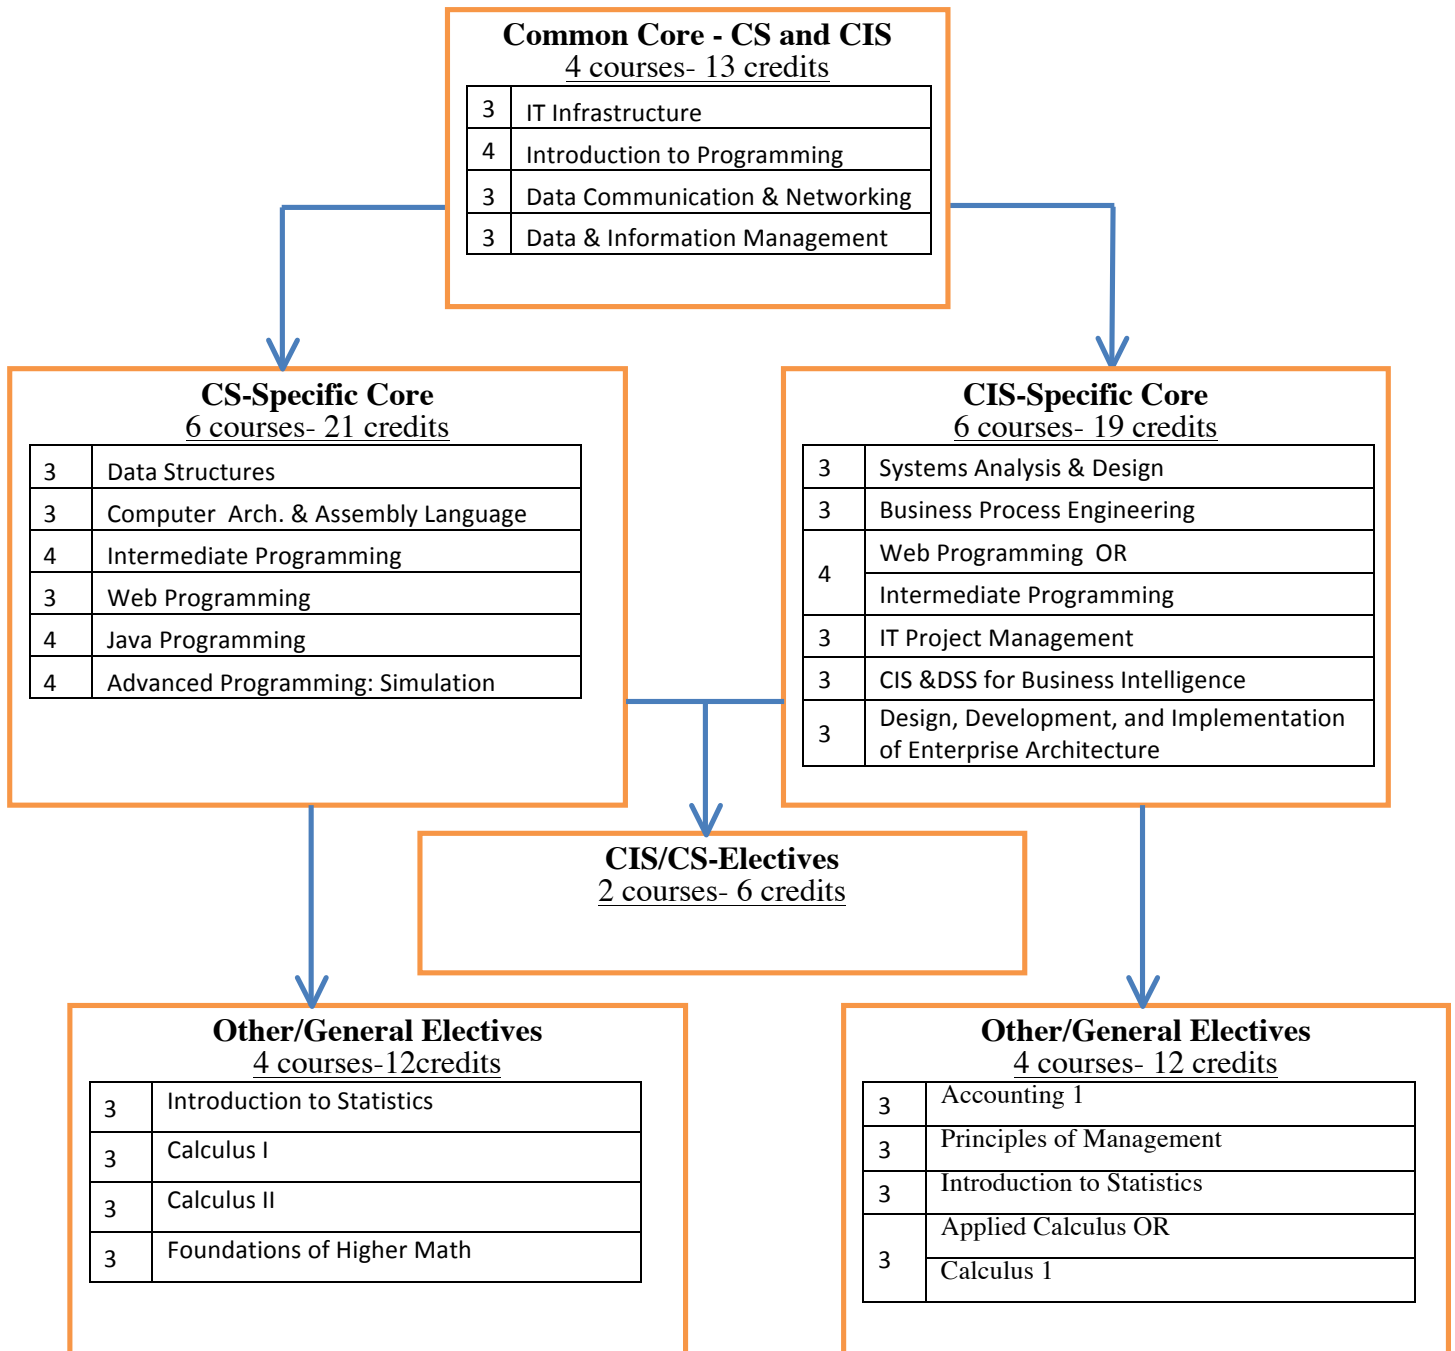 Common Core - CS and CIS
4 courses- 13 credits
3 IT Infrastructure
4 Introduction to Programming
3 Data Communication & Networking
3 Data & Information Management
CS-Specific Core
6 courses- 21 credits
3 Data Structures
3 Computer Arch. & Assembly Language
4 Intermediate Programming
3 Web Programming
4 Java Programming
4 Advanced Programming: Simulation
CIS-Specific Core
6 courses- 19 credits
3 Systems Analysis & Design
3 Business Process Engineering
4 Web Programming OR
Intermediate Programming
3 IT Project Management
3 CIS &DSS for Business Intelligence
3 Design, Development, and Implementation
of Enterprise Architecture
CIS/CS-Electives
2 courses- 6 credits
Other/General Electives
4 courses-12credits
3 Introduction to Statistics
3 Calculus I
3 Calculus II
3 Foundations of Higher Math
Other/General Electives
4 courses- 12 credits
3 Accounting 1
3 Principles of Management
3 Introduction to Statistics
3 Applied Calculus OR
Calculus 1